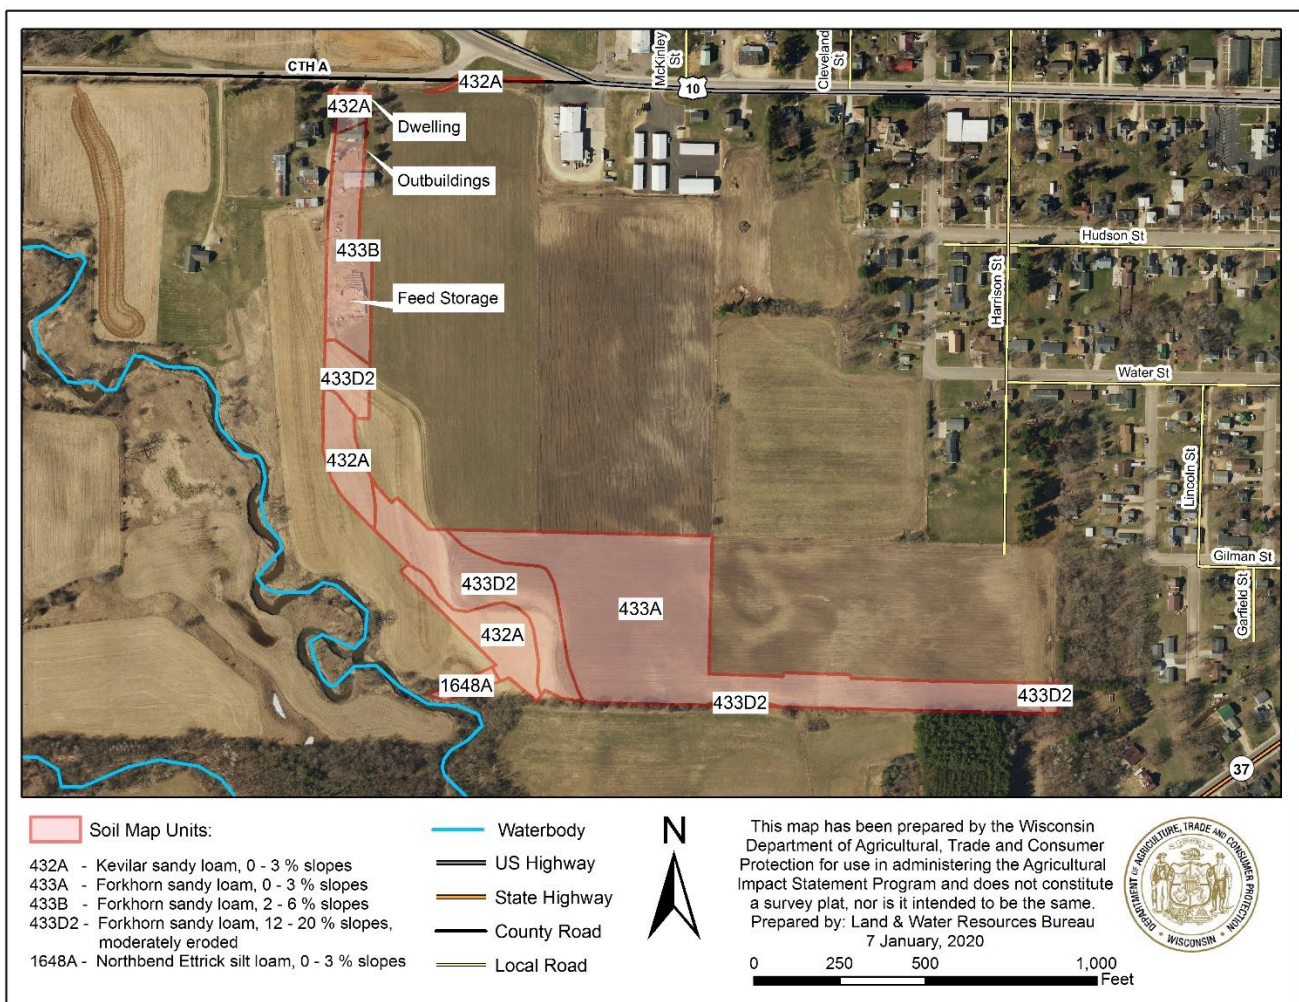 CTH A
432A
McKinley
St
Cleveland
St
10
432A
Dwelling
Outbuildings
433B
Feed Storage
Hudson St
Harrison St
433D2
Water St
432A
Lincoln St
Gilman St
Garfield St
433D2
433A
432A
1648A
433D2
433D2
37
Soil Map Units:
432A - Kevilar sandy loam, 0 - 3 % slopes
433A - Forkhorn sandy loam, 0 - 3 % slopes
433B - Forkhorn sandy loam, 2 - 6 % slopes
433D2 - Forkhorn sandy loam, 12 - 20 % slopes,
moderately eroded
1648A - Northbend Ettrick silt loam, 0 - 3 % slopes
Waterbody
US Highway
State Highway
County Road
Local Road
N
This map has been prepared by the Wisconsin
Department of Agricultural, Trade and Consumer
Protection for use in administering the Agricultural
Impact Statement Program and does not constitute
a survey plat, nor is it intended to be the same.
Prepared by: Land & Water Resources Bureau
7 January, 2020
0 250 500 1,000
Feet
DEPARTMENT OF AGRICULTURE, TRADE AND CONSUMER PROTECTION
WISCONSIN